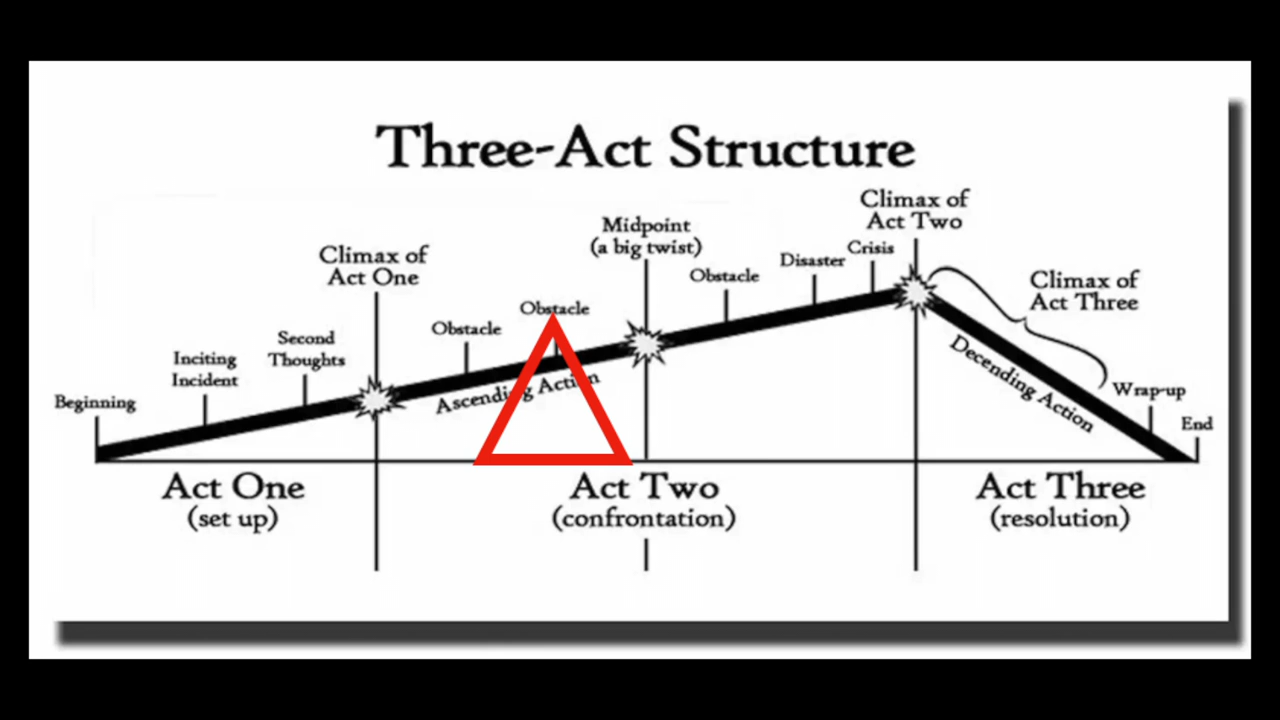 Three-Act Structure
Climax of
Act Two
Midpoint
(a big twist)
Climax of
Act One
Crisis
Disaster
Obstacle
Climax of
Act Three
Obstacle
Obstacle
Second
Thoughts
Inciting
Incident
Beginning
Ascending Action
Decending Action
Wrap-up
End
Act One
(set up)
Act Two
(confrontation)
Act Three
(resolution)